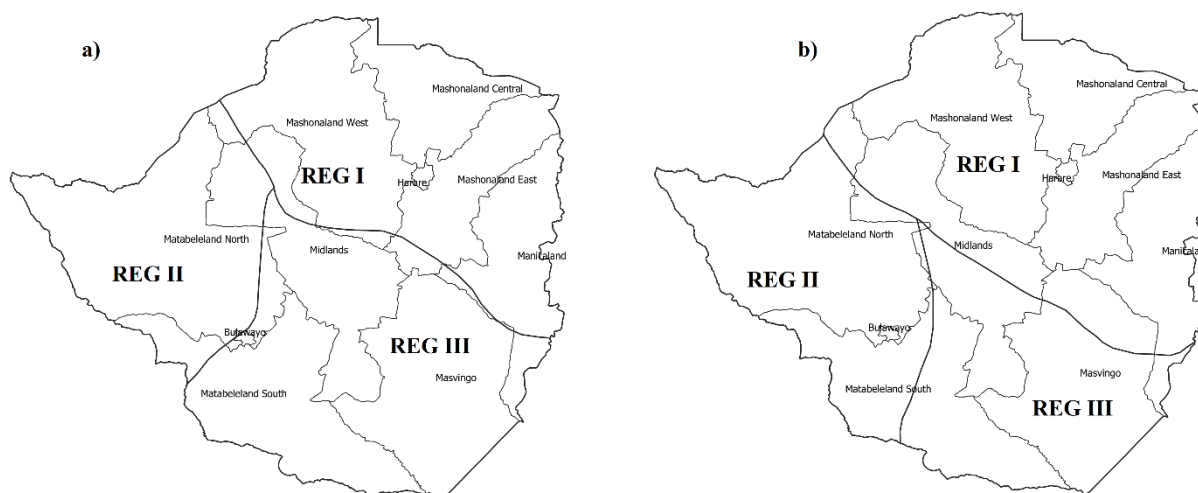 a)
Mashonaland Central
Mashonaland West
REG I
Harare
Mashonaland East
Matabeleland North
Midlands
Manicaland
REG II
Bulawayo
REG III
Masvingo
Matabeleland South
b)
Mashonaland Central
Mashonaland West
REG I
Harare
Mashonaland East
Matabeleland North
Midlands
Manicala
REG II
Bulawayo
Masvingo
Matabeleland South
REG III